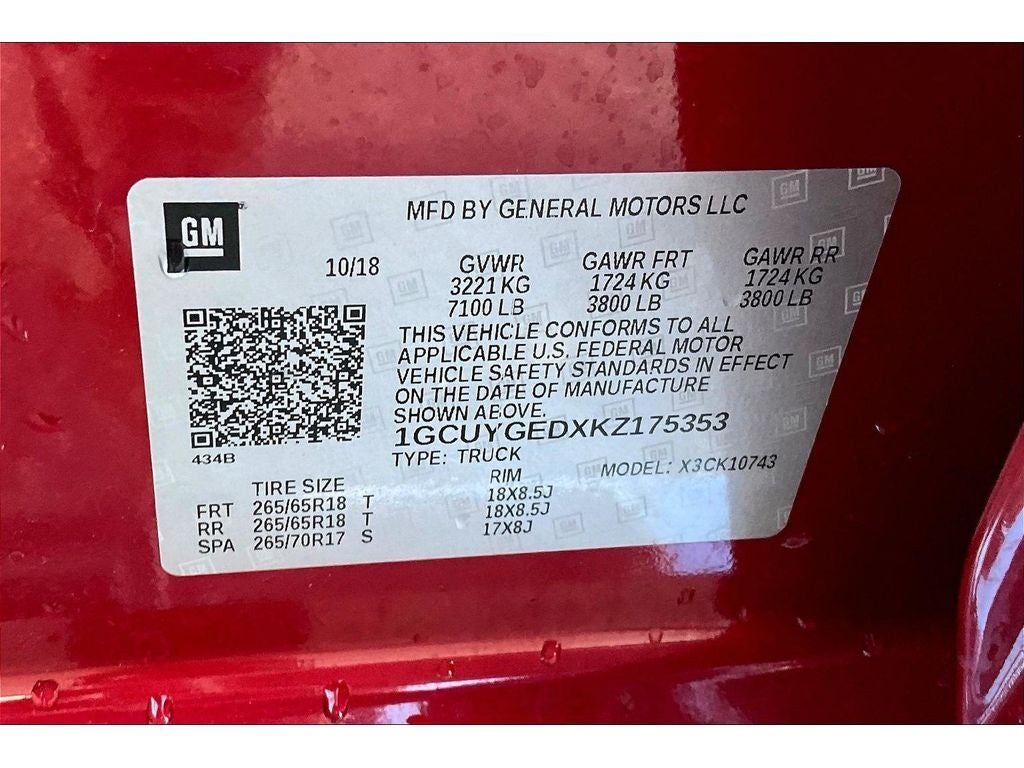 GM
MFD BY GENERAL MOTORS LLC
10/18 GVWR GAWR FRT GAWR RR
3221 KG 1724 KG 1724 KG
7100 LB 3800 LB 3800 LB
THIS VEHICLE CONFORMS TO ALL
APPLICABLE U.S. FEDERAL MOTOR
VEHICLE SAFETY STANDARDS IN EFFECT
ON THE DATE OF MANUFACTURE
SHOWN ABOVE.
1GCUYGEDXKZ175353
434B
TYPE: TRUCK
MODEL: X3CK10743
TIRE SIZE RIM
FRT 265/65R18 T 18X8.5J
RR 265/65R18 T 18X8.5J
SPA 265/70R17 S 17X8J